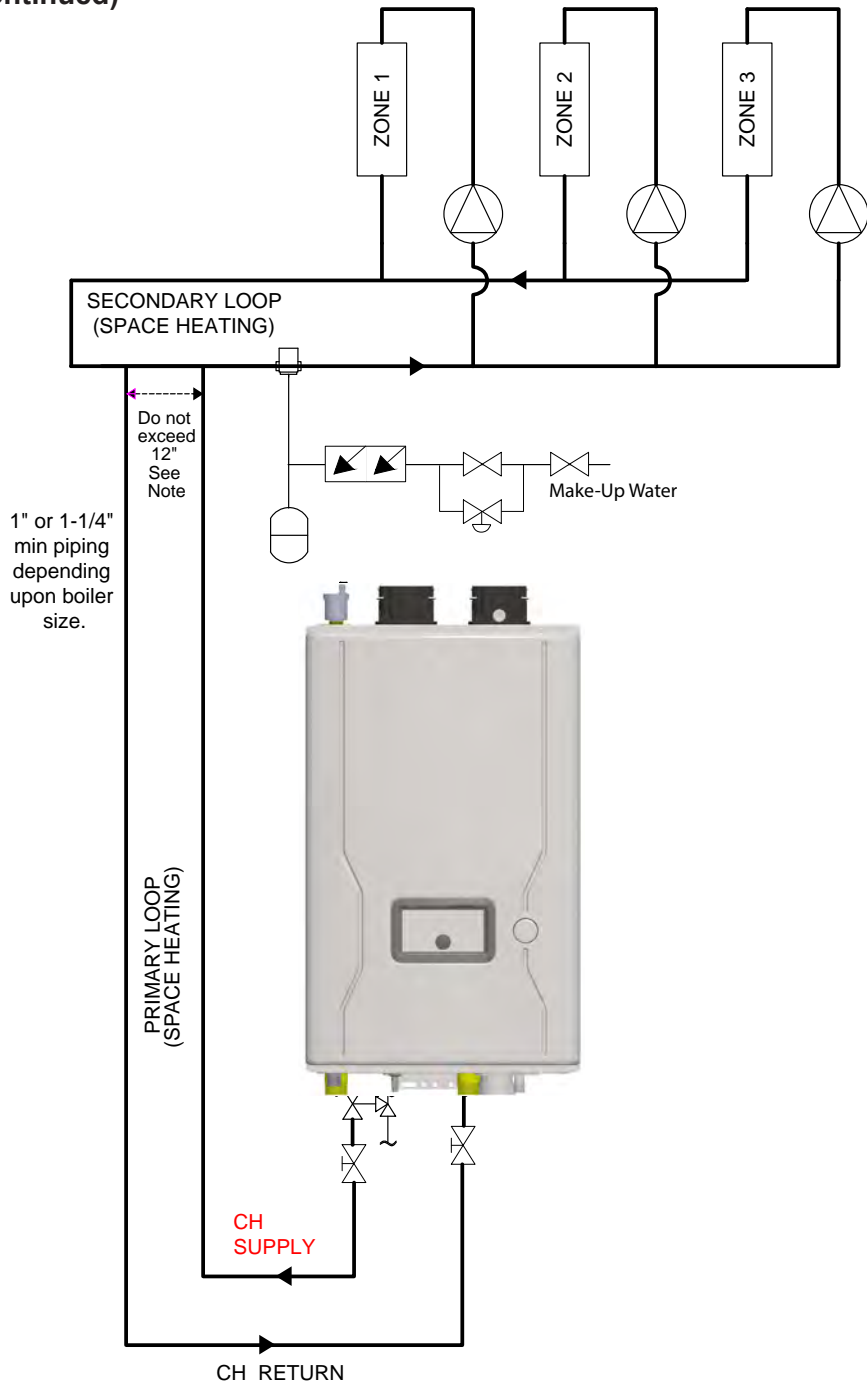 ntinued)
ZONE 1
ZONE 2
ZONE 3
SECONDARY LOOP
(SPACE HEATING)
Do not
exceed
12"
See
Note
Make-Up Water
1" or 1-1/4"
min piping
depending
upon boiler
size.
PRIMARY LOOP
(SPACE HEATING)
CH
SUPPLY
CH RETURN